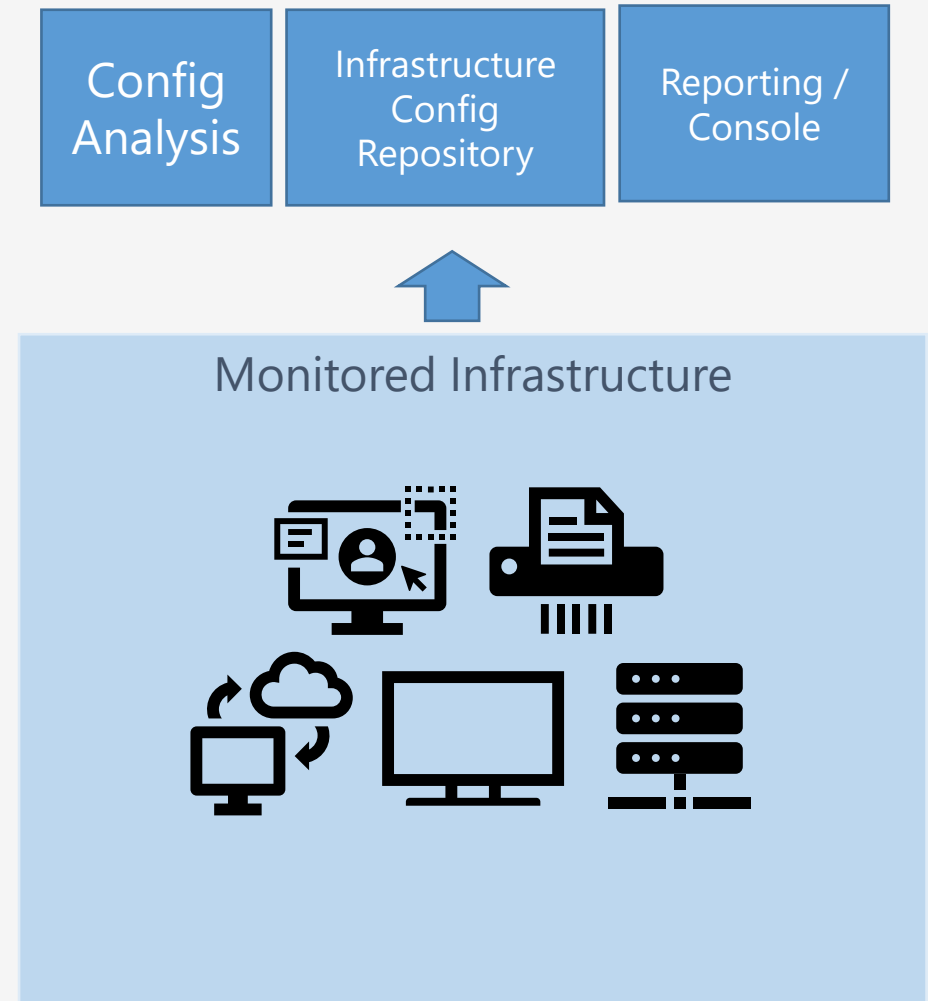 Config
Analysis
Infrastructure
Config
Repository
Reporting /
Console
Monitored Infrastructure